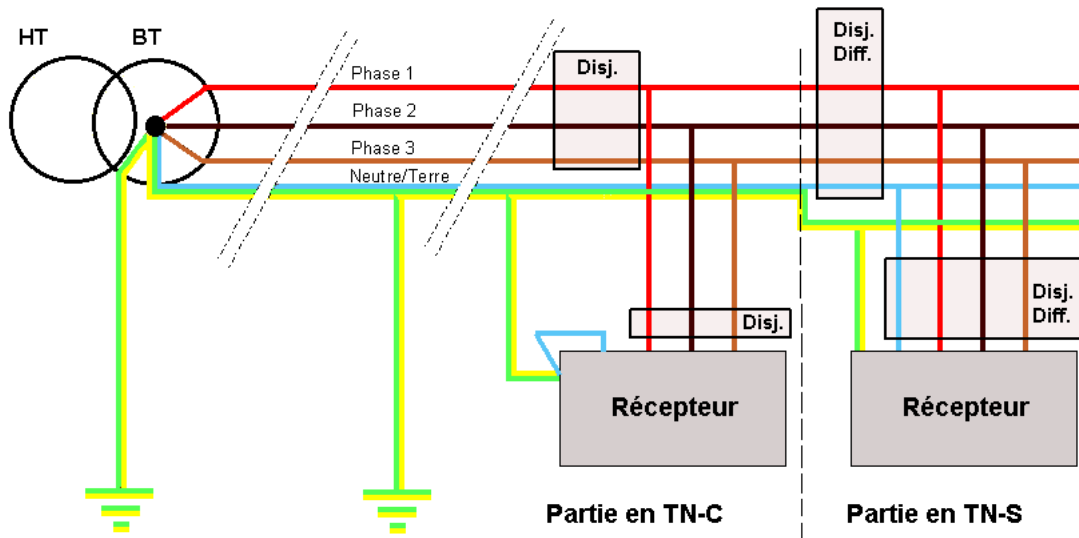 HT
BT
Phase 1
Phase 2
Phase 3
Neutre/Terre
Disj.
Disj.
Diff.
Disj.
Récepteur
Disj.
Diff.
Récepteur
Partie en TN-C
Partie en TN-S